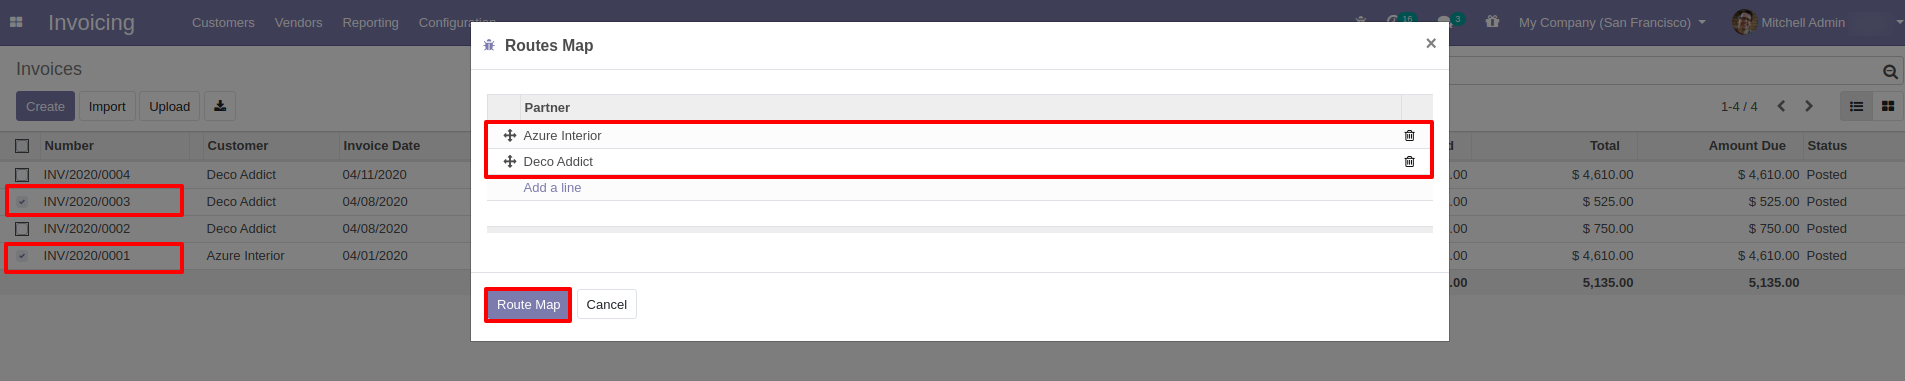 Invoicing Customers Vendors Reporting Configuration 16 3 My Company (San Francisco) Mitchell Admin
Routes Map ×
Invoices
Create Import Upload 1-4 / 4
Partner
Azure Interior
Deco Addict
Add a line
Route Map Cancel
Number Customer Invoice Date Total Amount Due Status
INV/2020/0004 Deco Addict 04/11/2020 .00 $ 4,610.00 $ 4,610.00 Posted
INV/2020/0003 Deco Addict 04/08/2020 .00 $ 525.00 $ 525.00 Posted
INV/2020/0002 Deco Addict 04/08/2020 .00 $ 750.00 $ 750.00 Posted
INV/2020/0001 Azure Interior 04/01/2020 .00 $ 4,610.00 $ 4,610.00 Posted
.00 5,135.00 5,135.00